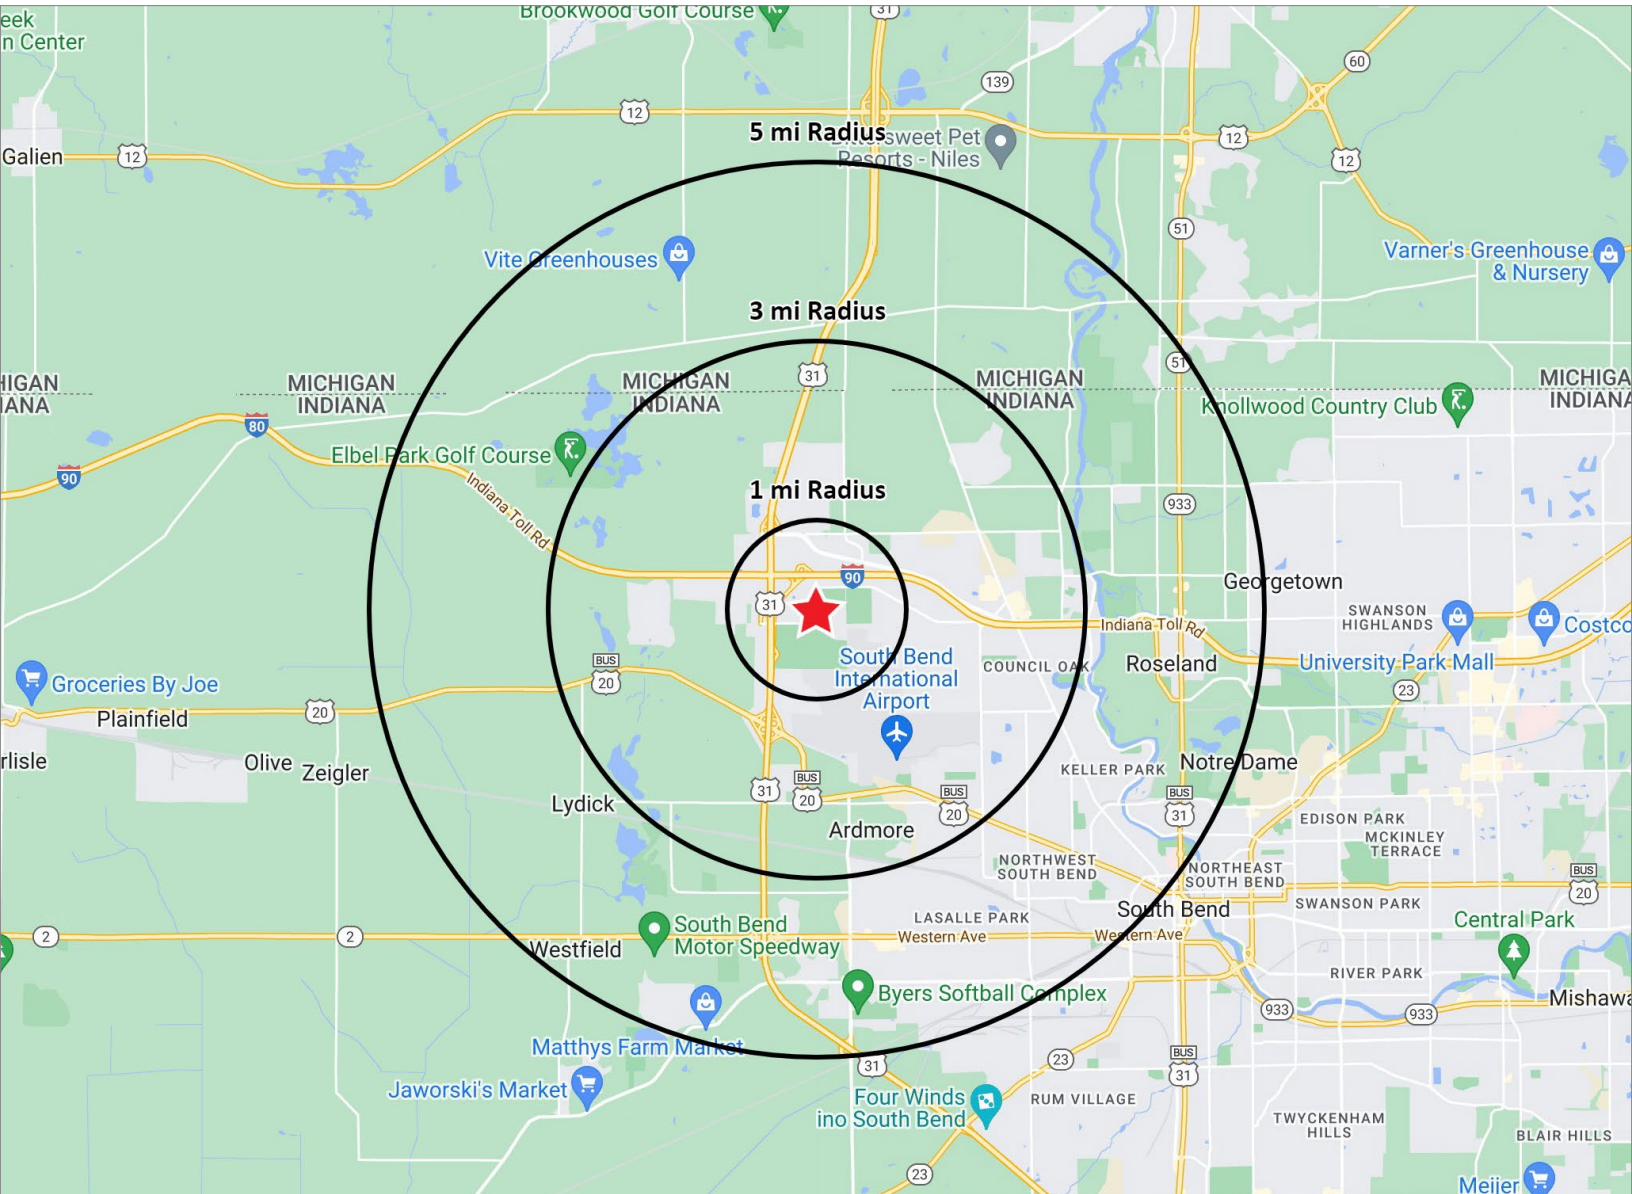 eek
n Center
Brookwood Golf Course
31
60
139
12
5 mi Radius
sweet Pet
Resorts - Niles
12
12
Galien
12
51
Vite Greenhouses
Varner's Greenhouse
& Nursery
3 mi Radius
51
31
HIGAN
IANA
MICHIGAN
INDIANA
MICHIGAN
INDIANA
MICHIGAN
INDIANA
MICHIGA
INDIANA
Knollwood Country Club
80
Elbel Park Golf Course
90
Indiana Toll Rd
1 mi Radius
933
90
Georgetown
31
SWANSON
HIGHLANDS
Indiana Toll Rd
Costco
South Bend
International
Airport
COUNCIL OAK
Roseland
University Park Mall
BUS
20
Groceries By Joe
23
Plainfield
20
rlisle
Olive
Zeigler
KELLER PARK
Notre Dame
31
BUS
20
BUS
20
BUS
31
Lydick
Ardmore
EDISON PARK
MCKINLEY
TERRACE
NORTHWEST
SOUTH BEND
NORTHEAST
SOUTH BEND
BUS
20
SWANSON PARK
LASALLE PARK
South Bend
Central Park
South Bend
Motor Speedway
2
2
Western Ave
Western Ave
Westfield
RIVER PARK
Byers Softball Complex
Mishawa
933
933
Matthys Farm Market
31
23
BUS
31
Jaworski's Market
Four Winds
ino South Bend
RUM VILLAGE
TWYCKENHAM
HILLS
BLAIR HILLS
23
Meijer